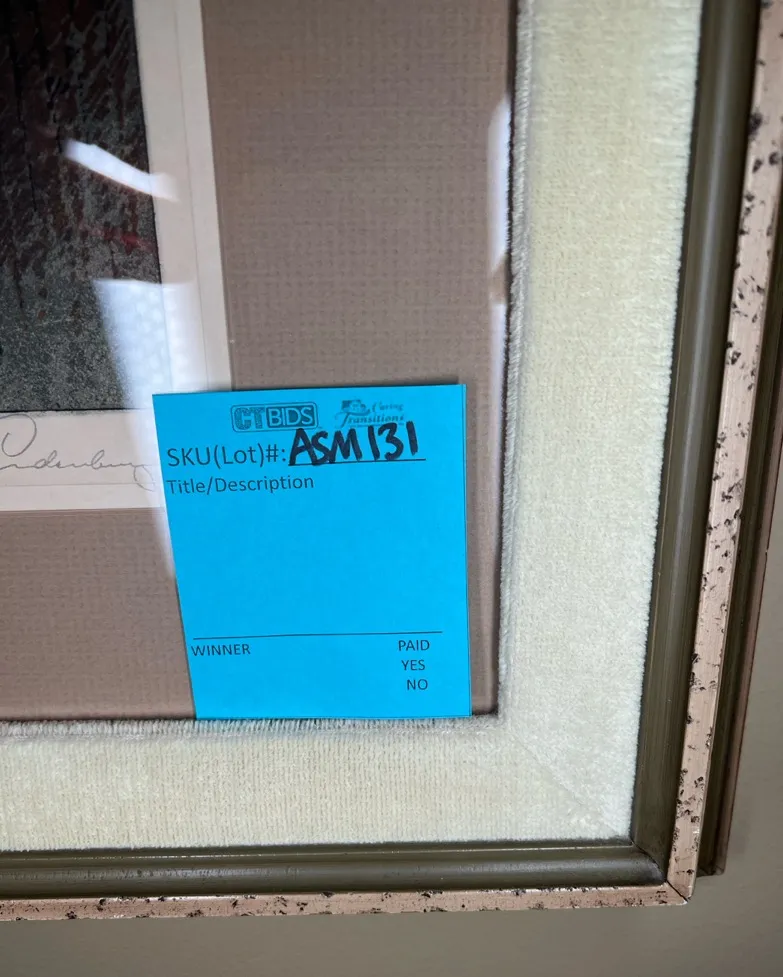 CTBIDS Caring Transitions
SKU(Lot)#: ASM131
Title/Description
WINNER PAID
YES
NO